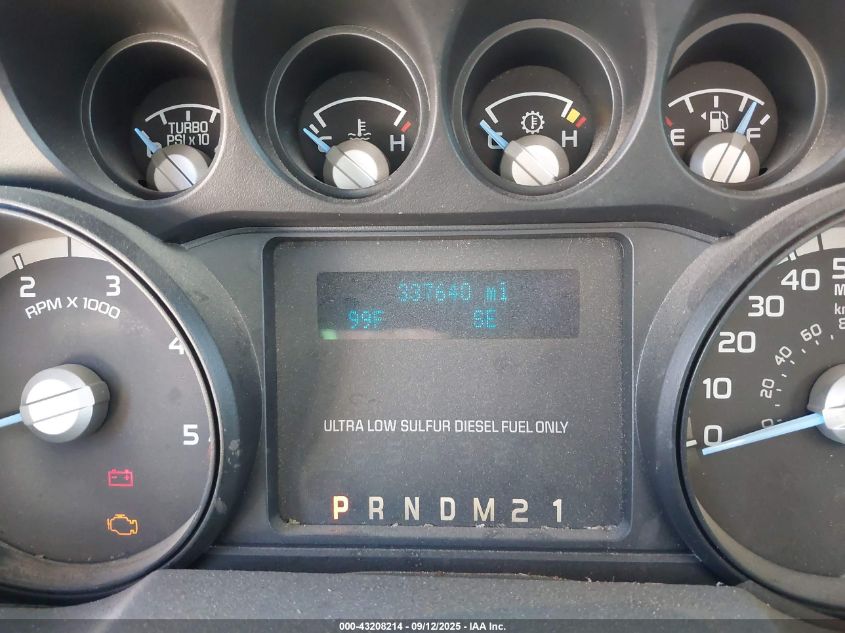 TURBO
PSI x 10
C H
C H
E F
337640 mi
99F SE
2 3
RPM X 1000
4
5
ULTRA LOW SULFUR DIESEL FUEL ONLY
P R N D M 2 1
0 10 20 30 40
0 20 40 60
km
000-43208214 - 09/12/2025 - IAA Inc.